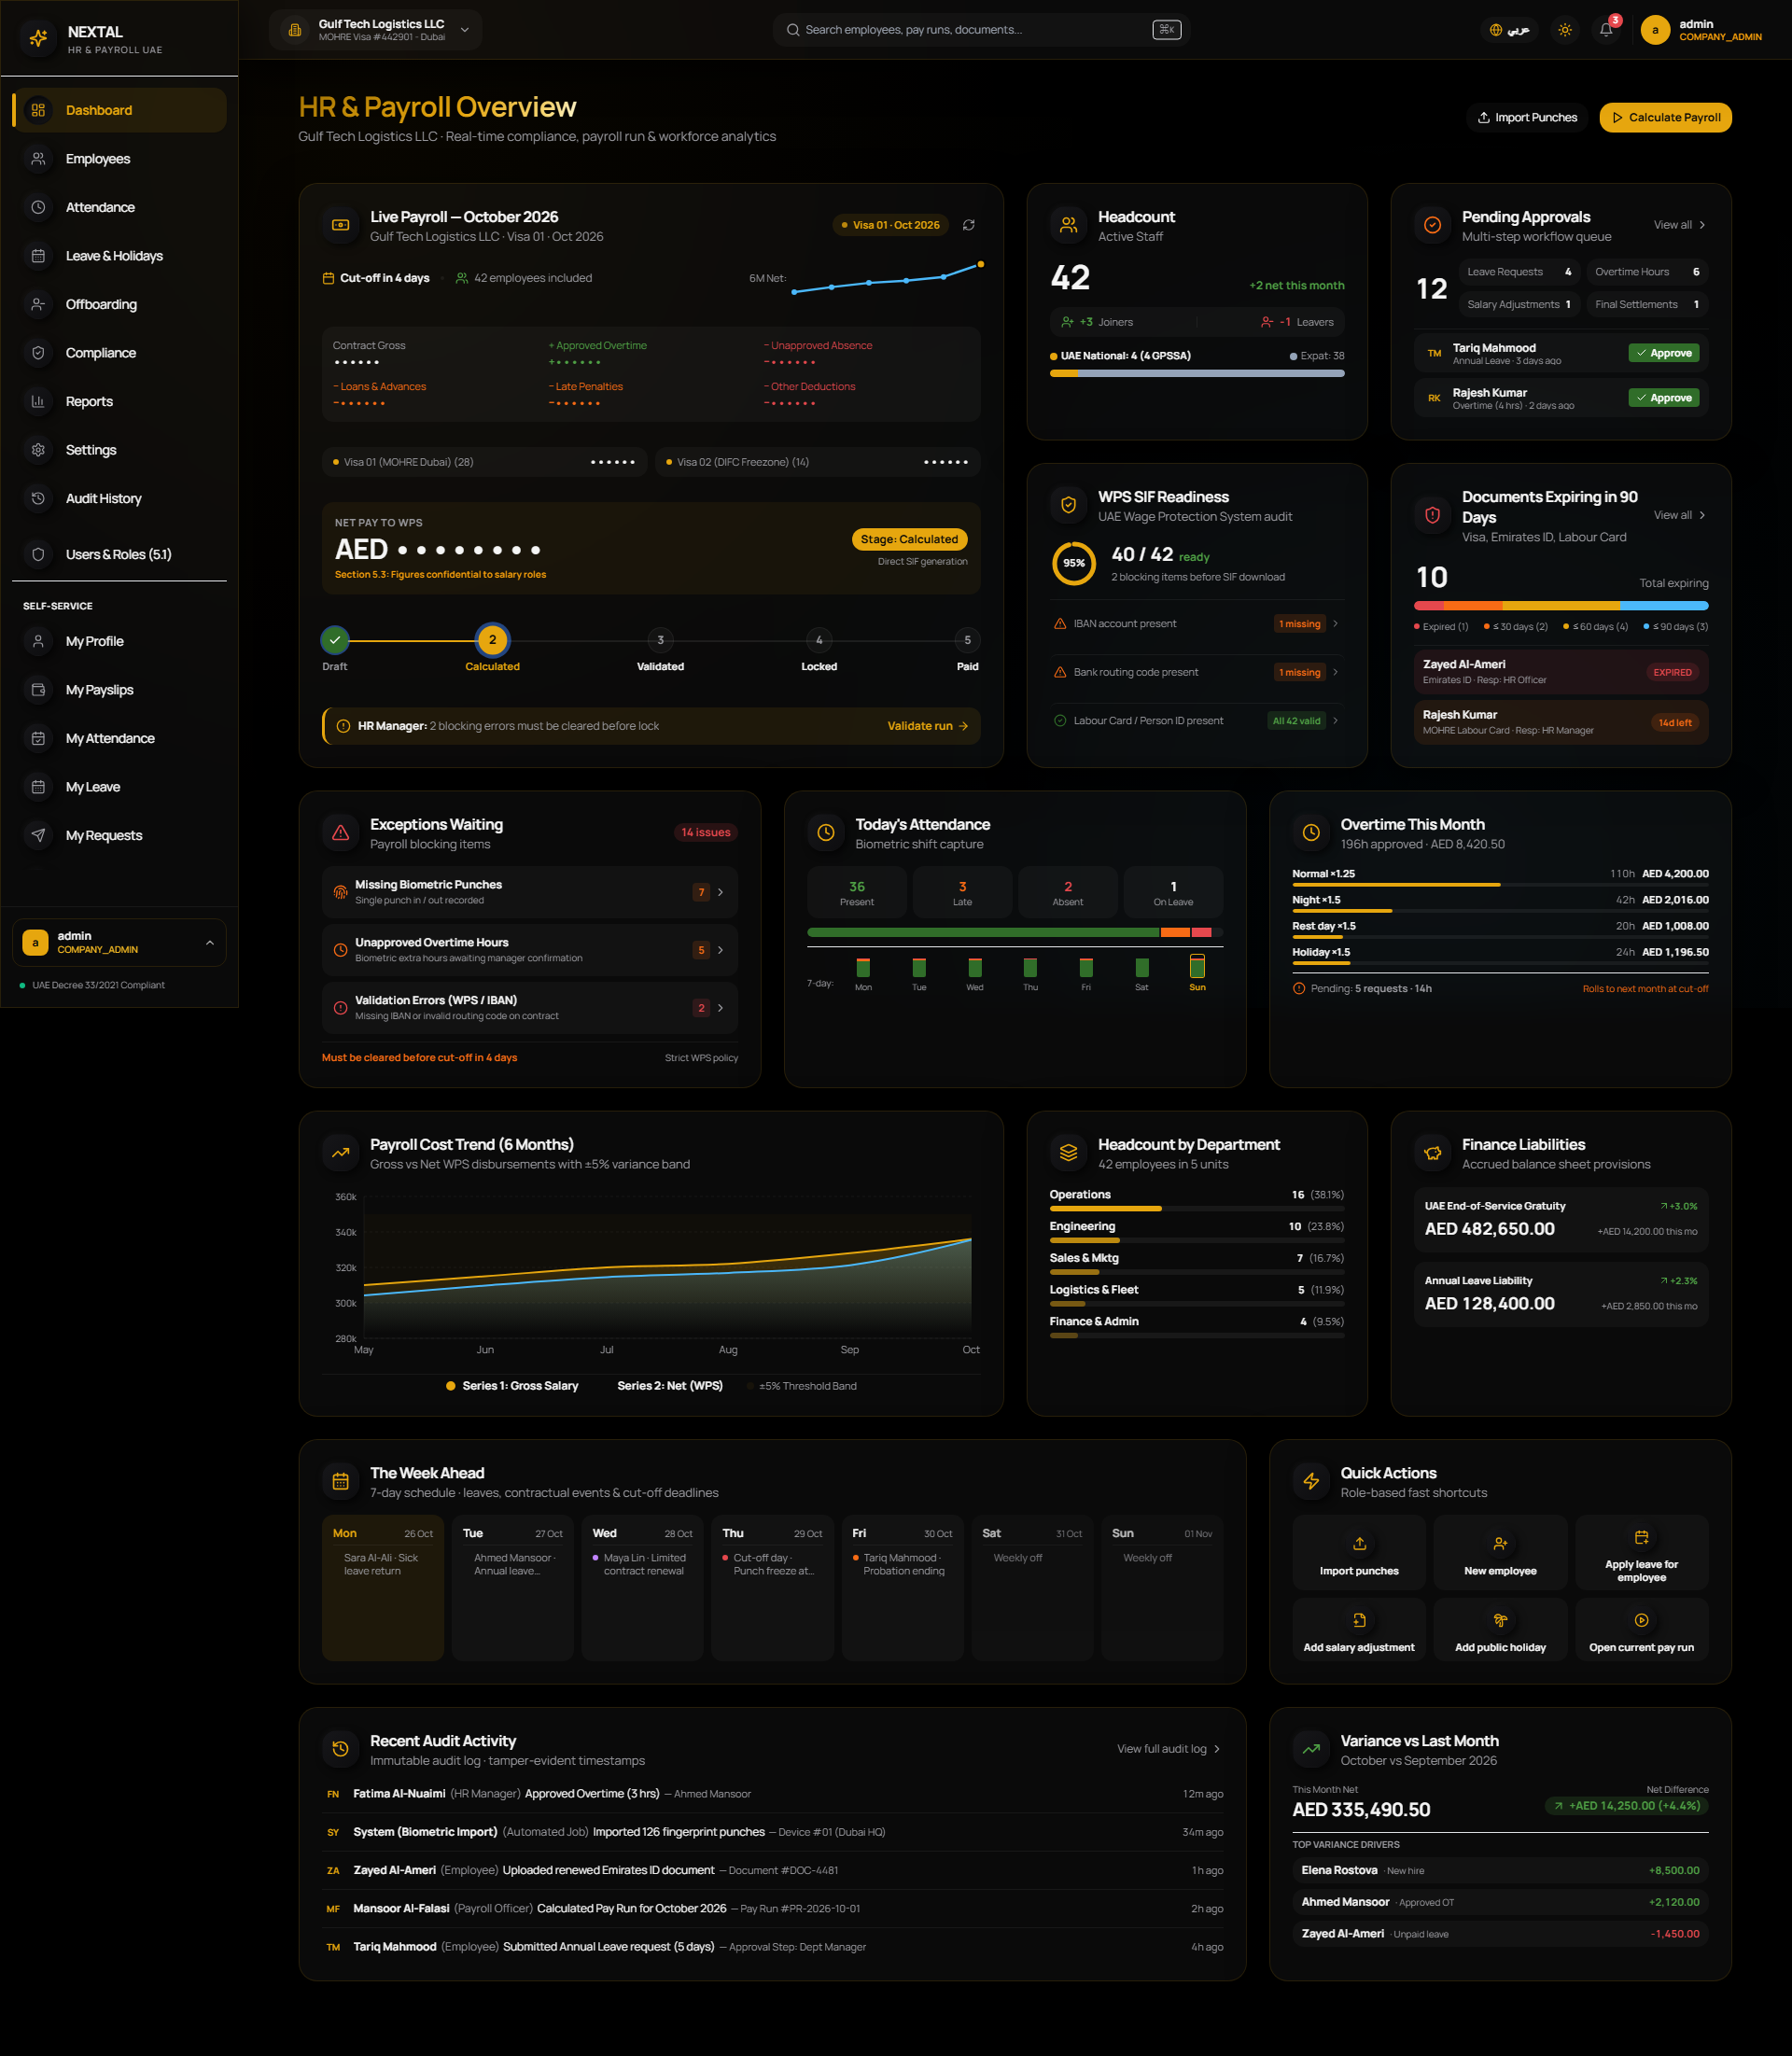 NEXTAL
HR & PAYROLL UAE
Dashboard
Employees
Attendance
Leave & Holidays
Offboarding
Compliance
Reports
Settings
Audit History
Users & Roles (5.1)
SELF-SERVICE
My Profile
My Payslips
My Attendance
My Leave
My Requests
a
admin
COMPANY_ADMIN
UAE Decree 33/2021 Compliant
Gulf Tech Logistics LLC
MOHRE Visa #442901 - Dubai
Search employees, pay runs, documents...
⌘K
عربي
3
a
admin
COMPANY_ADMIN
HR & Payroll Overview
Gulf Tech Logistics LLC · Real-time compliance, payroll run & workforce analytics
Import Punches
Calculate Payroll
Live Payroll — October 2026
Gulf Tech Logistics LLC · Visa 01 · Oct 2026
Visa 01 · Oct 2026
Cut-off in 4 days
42 employees included
6M Net:
Contract Gross
••••••
+ Approved Overtime
+••••••
− Unapproved Absence
−••••••
− Loans & Advances
−••••••
− Late Penalties
−••••••
− Other Deductions
−••••••
Visa 01 (MOHRE Dubai) (28)
••••••
Visa 02 (DIFC Freezone) (14)
••••••
NET PAY TO WPS
AED ••••••••
Section 5.3: Figures confidential to salary roles
Stage: Calculated
Direct SIF generation
2
3
4
5
Draft
Calculated
Validated
Locked
Paid
HR Manager: 2 blocking errors must be cleared before lock
Validate run →
Headcount
Active Staff
42
+2 net this month
+3 Joiners
-1 Leavers
UAE National: 4 (4 GPSSA)
Expat: 38
Pending Approvals
Multi-step workflow queue
View all
12
Leave Requests 4
Overtime Hours 6
Salary Adjustments 1
Final Settlements 1
TM
Tariq Mahmood
Annual Leave · 3 days ago
Approve
RK
Rajesh Kumar
Overtime (4 hrs) · 2 days ago
Approve
WPS SIF Readiness
UAE Wage Protection System audit
95%
40 / 42 ready
2 blocking items before SIF download
IBAN account present
1 missing
Bank routing code present
1 missing
Labour Card / Person ID present
All 42 valid
Documents Expiring in 90
Days
Visa, Emirates ID, Labour Card
View all
10
Total expiring
Expired (1)
≤ 30 days (2)
≤ 60 days (4)
≤ 90 days (3)
Zayed Al-Ameri
Emirates ID · Resp: HR Officer
EXPIRED
Rajesh Kumar
MOHRE Labour Card · Resp: HR Manager
14d left
Exceptions Waiting
Payroll blocking items
14 issues
Missing Biometric Punches
Single punch in / out recorded
7
Unapproved Overtime Hours
Biometric extra hours awaiting manager confirmation
5
Validation Errors (WPS / IBAN)
Missing IBAN or invalid routing code on contract
2
Must be cleared before cut-off in 4 days
Strict WPS policy
Today's Attendance
Biometric shift capture
36
Present
3
Late
2
Absent
1
On Leave
7-day:
Mon
Tue
Wed
Thu
Fri
Sat
Sun
Overtime This Month
196h approved · AED 8,420.50
Normal ×1.25
110h AED 4,200.00
Night ×1.5
42h AED 2,016.00
Rest day ×1.5
20h AED 1,008.00
Holiday ×1.5
24h AED 1,196.50
Pending: 5 requests · 14h
Rolls to next month at cut-off
Payroll Cost Trend (6 Months)
Gross vs Net WPS disbursements with ±5% variance band
360k
340k
320k
300k
280k
May
Jun
Jul
Aug
Sep
Oct
Series 1: Gross Salary
Series 2: Net (WPS)
±5% Threshold Band
Headcount by Department
42 employees in 5 units
Operations
16 (38.1%)
Engineering
10 (23.8%)
Sales & Mktg
7 (16.7%)
Logistics & Fleet
5 (11.9%)
Finance & Admin
4 (9.5%)
Finance Liabilities
Accrued balance sheet provisions
UAE End-of-Service Gratuity
+3.0%
AED 482,650.00
+AED 14,200.00 this mo
Annual Leave Liability
+2.3%
AED 128,400.00
+AED 2,850.00 this mo
The Week Ahead
7-day schedule · leaves, contractual events & cut-off deadlines
Mon 26 Oct
Sara Al-Ali · Sick
leave return
Tue 27 Oct
Ahmed Mansoor ·
Annual leave...
Wed 28 Oct
Maya Lin · Limited
contract renewal
Thu 29 Oct
Cut-off day ·
Punch freeze at...
Fri 30 Oct
Tariq Mahmood ·
Probation ending
Sat 31 Oct
Weekly off
Sun 01 Nov
Weekly off
Quick Actions
Role-based fast shortcuts
Import punches
New employee
Apply leave for
employee
Add salary adjustment
Add public holiday
Open current pay run
Recent Audit Activity
Immutable audit log · tamper-evident timestamps
View full audit log
FN Fatima Al-Nuaimi (HR Manager) Approved Overtime (3 hrs) — Ahmed Mansoor 12m ago
SY System (Biometric Import) (Automated Job) Imported 126 fingerprint punches — Device #01 (Dubai HQ) 34m ago
ZA Zayed Al-Ameri (Employee) Uploaded renewed Emirates ID document — Document #DOC-4481 1h ago
MF Mansoor Al-Falasi (Payroll Officer) Calculated Pay Run for October 2026 — Pay Run #PR-2026-10-01 2h ago
TM Tariq Mahmood (Employee) Submitted Annual Leave request (5 days) — Approval Step: Dept Manager 4h ago
Variance vs Last Month
October vs September 2026
This Month Net
AED 335,490.50
Net Difference
+AED 14,250.00 (+4.4%)
TOP VARIANCE DRIVERS
Elena Rostova · New hire +8,500.00
Ahmed Mansoor · Approved OT +2,120.00
Zayed Al-Ameri · Unpaid leave -1,450.00